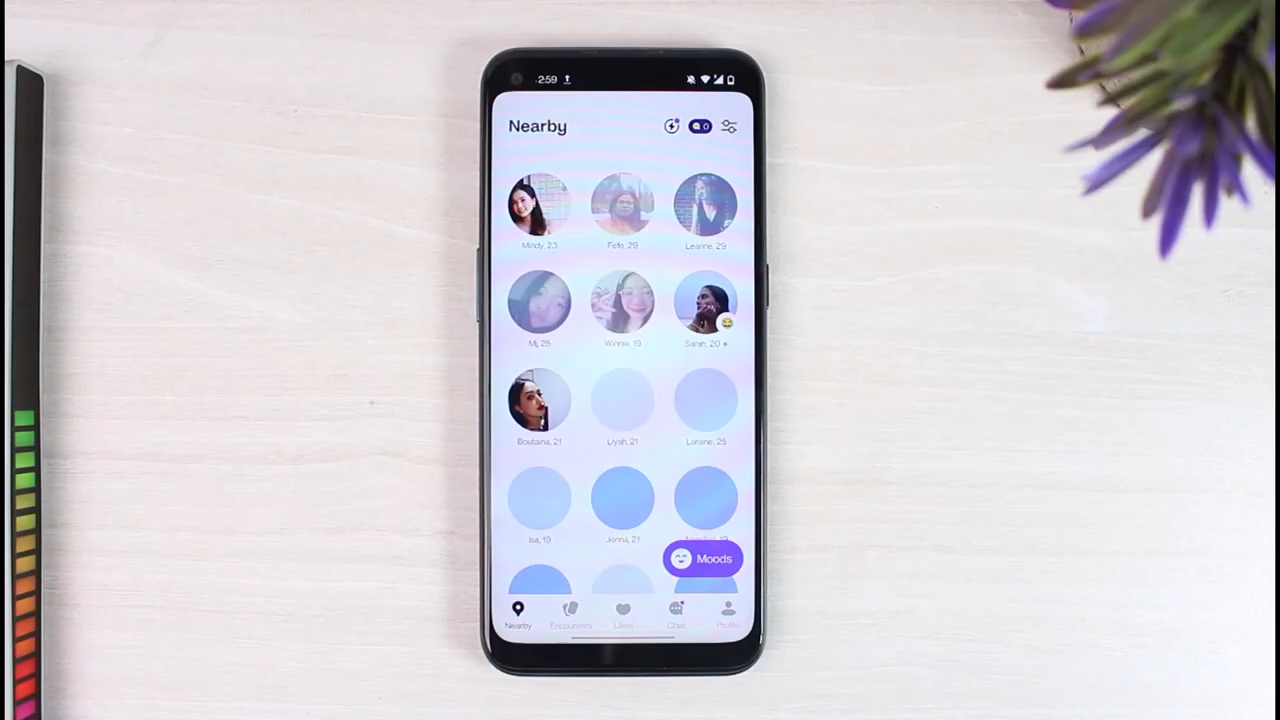 2:59
Nearby
0
Mindy, 23
Fefe, 29
Leanne, 29
Mj, 25
Winnie, 19
Sarah, 20
Boutaina, 21
Liyah, 21
Laraine, 25
Isa, 19
Jenna, 21
Moods
Nearby
Encounters
Likes
Chat
Profile